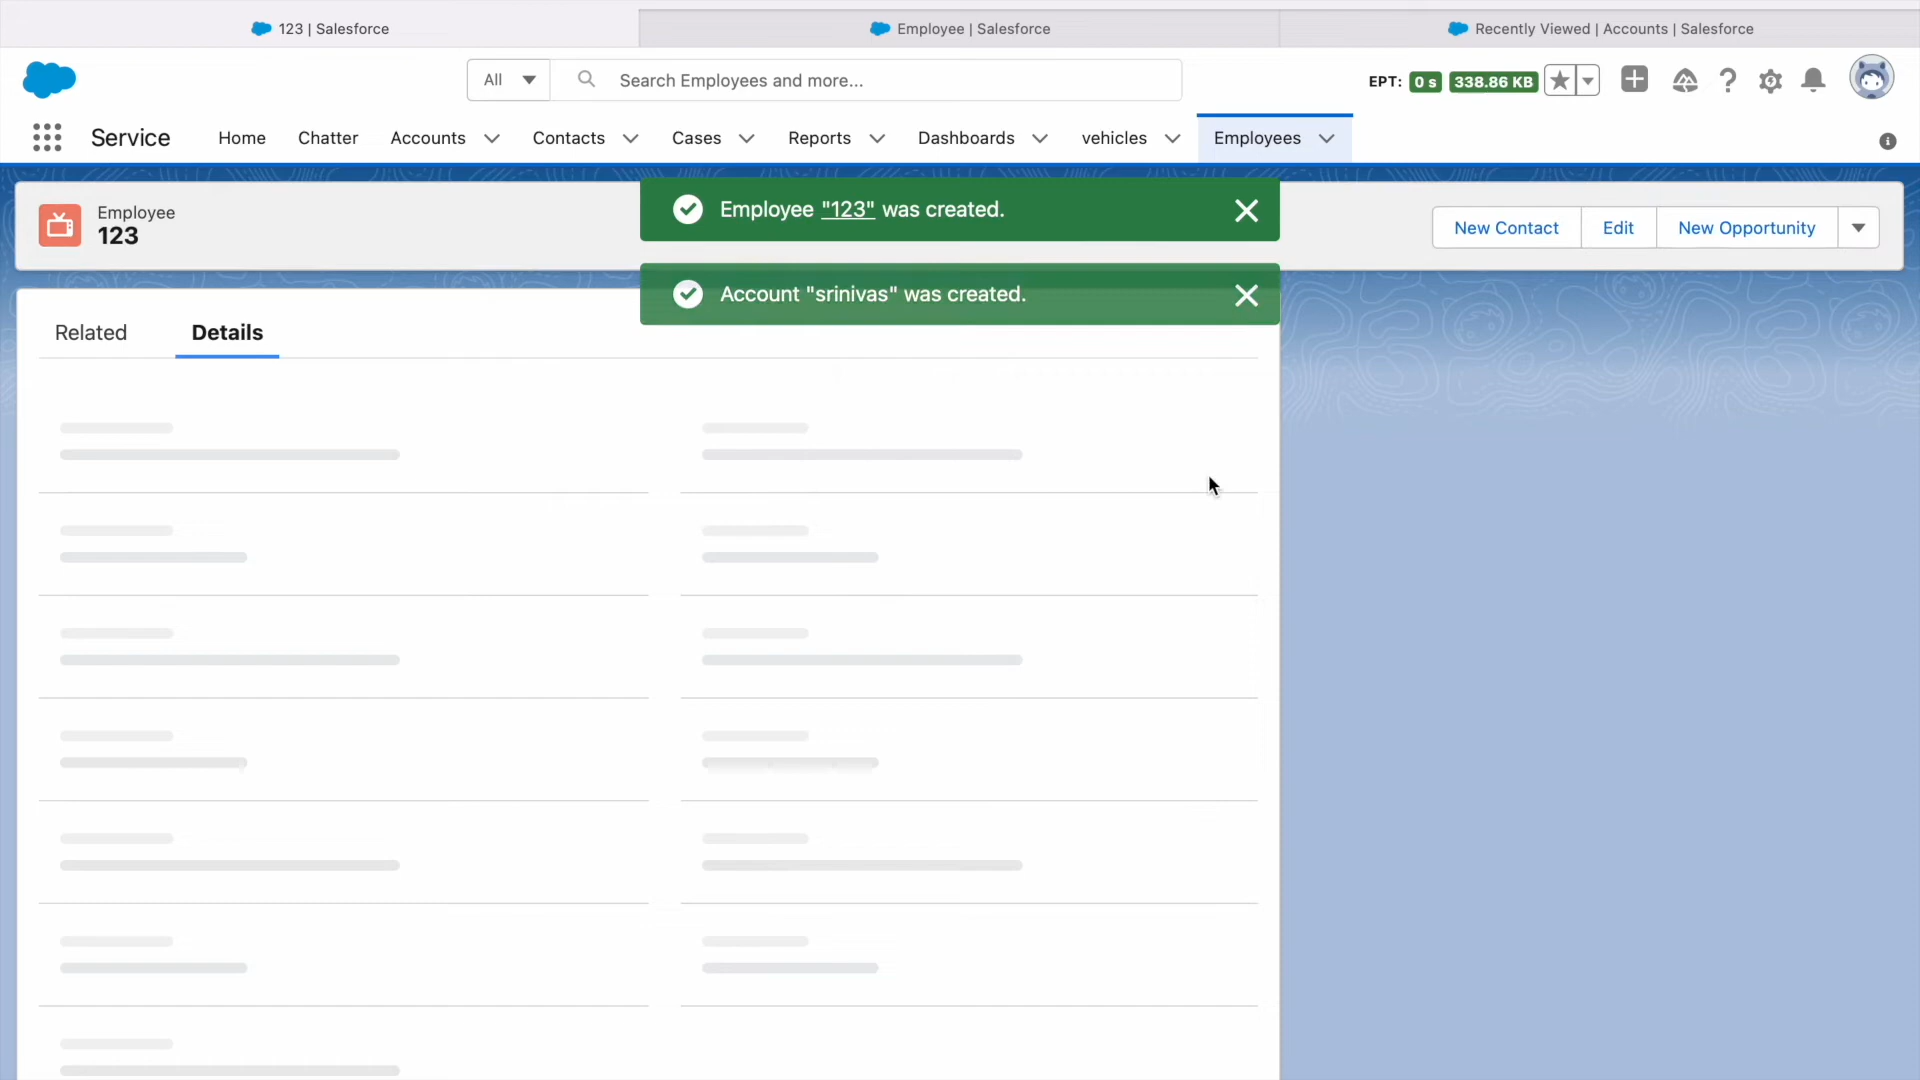 123 | Salesforce
Employee | Salesforce
Recently Viewed | Accounts | Salesforce
All
Search Employees and more...
EPT: 0 s 338.86 KB
Service
Home
Chatter
Accounts
Contacts
Cases
Reports
Dashboards
vehicles
Employees
Employee
123
Employee "123" was created.
New Contact
Edit
New Opportunity
Account "srinivas" was created.
Related
Details